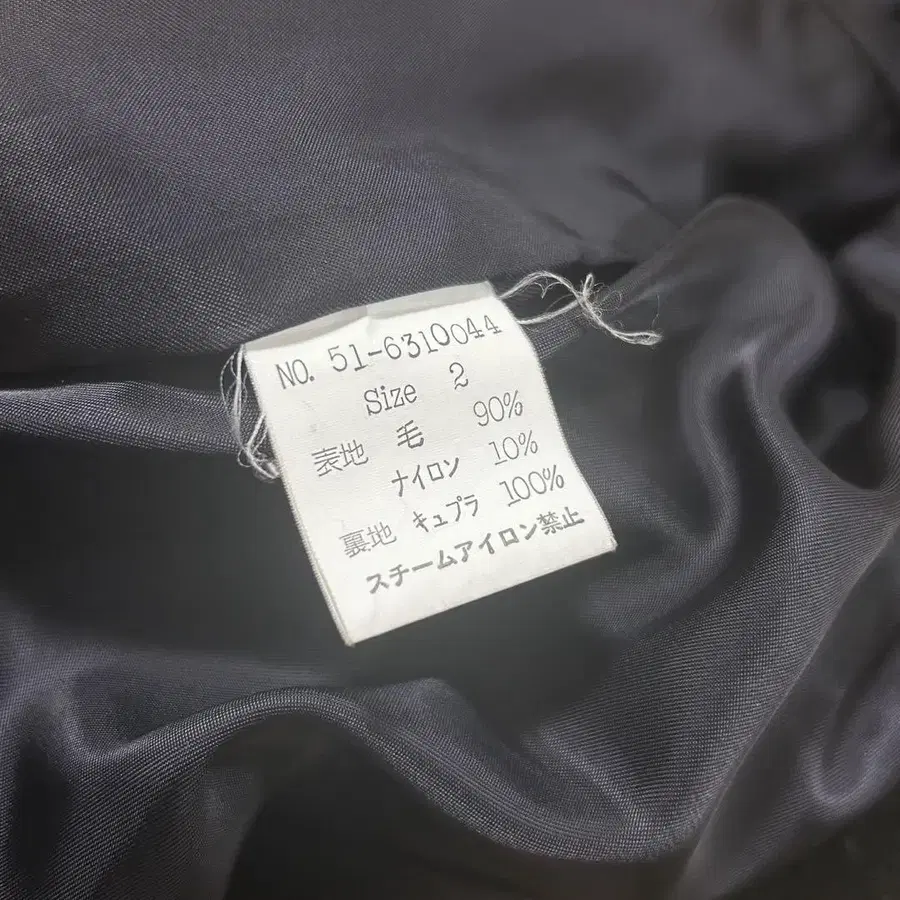 NO. 51-6310044
Size 2
表地 毛 90%
ナイロン 10%
裏地 キュプラ 100%
スチームアイロン禁止